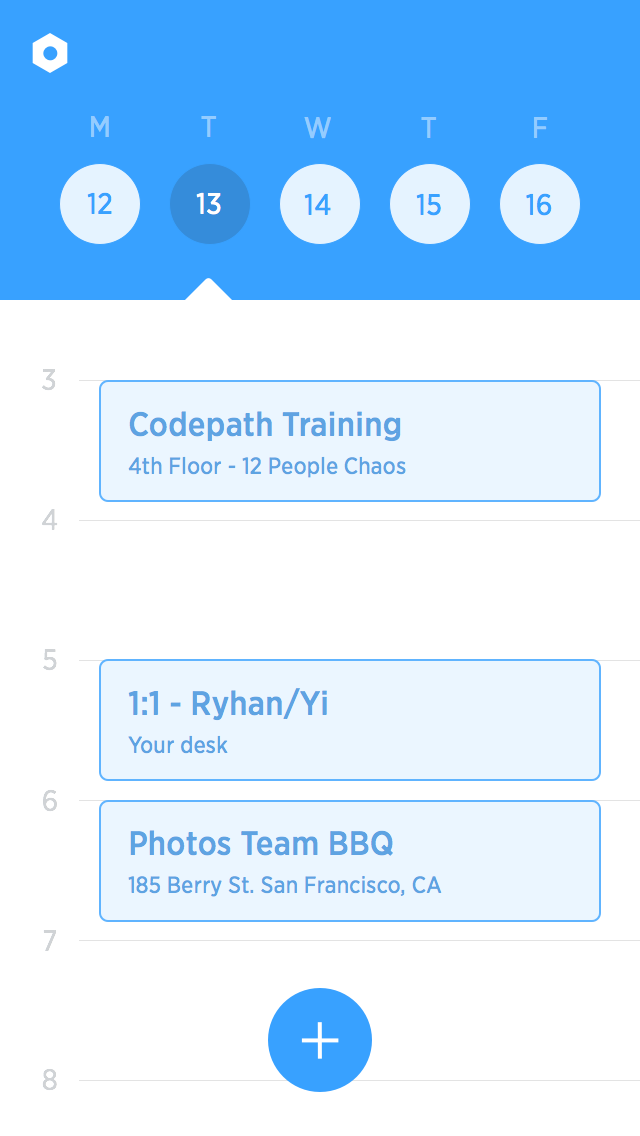 M T W T F
12 13 14 15 16
3
Codepath Training
4th Floor - 12 People Chaos
4
5
1:1 - Ryhan/Yi
Your desk
6
Photos Team BBQ
185 Berry St. San Francisco, CA
7
8